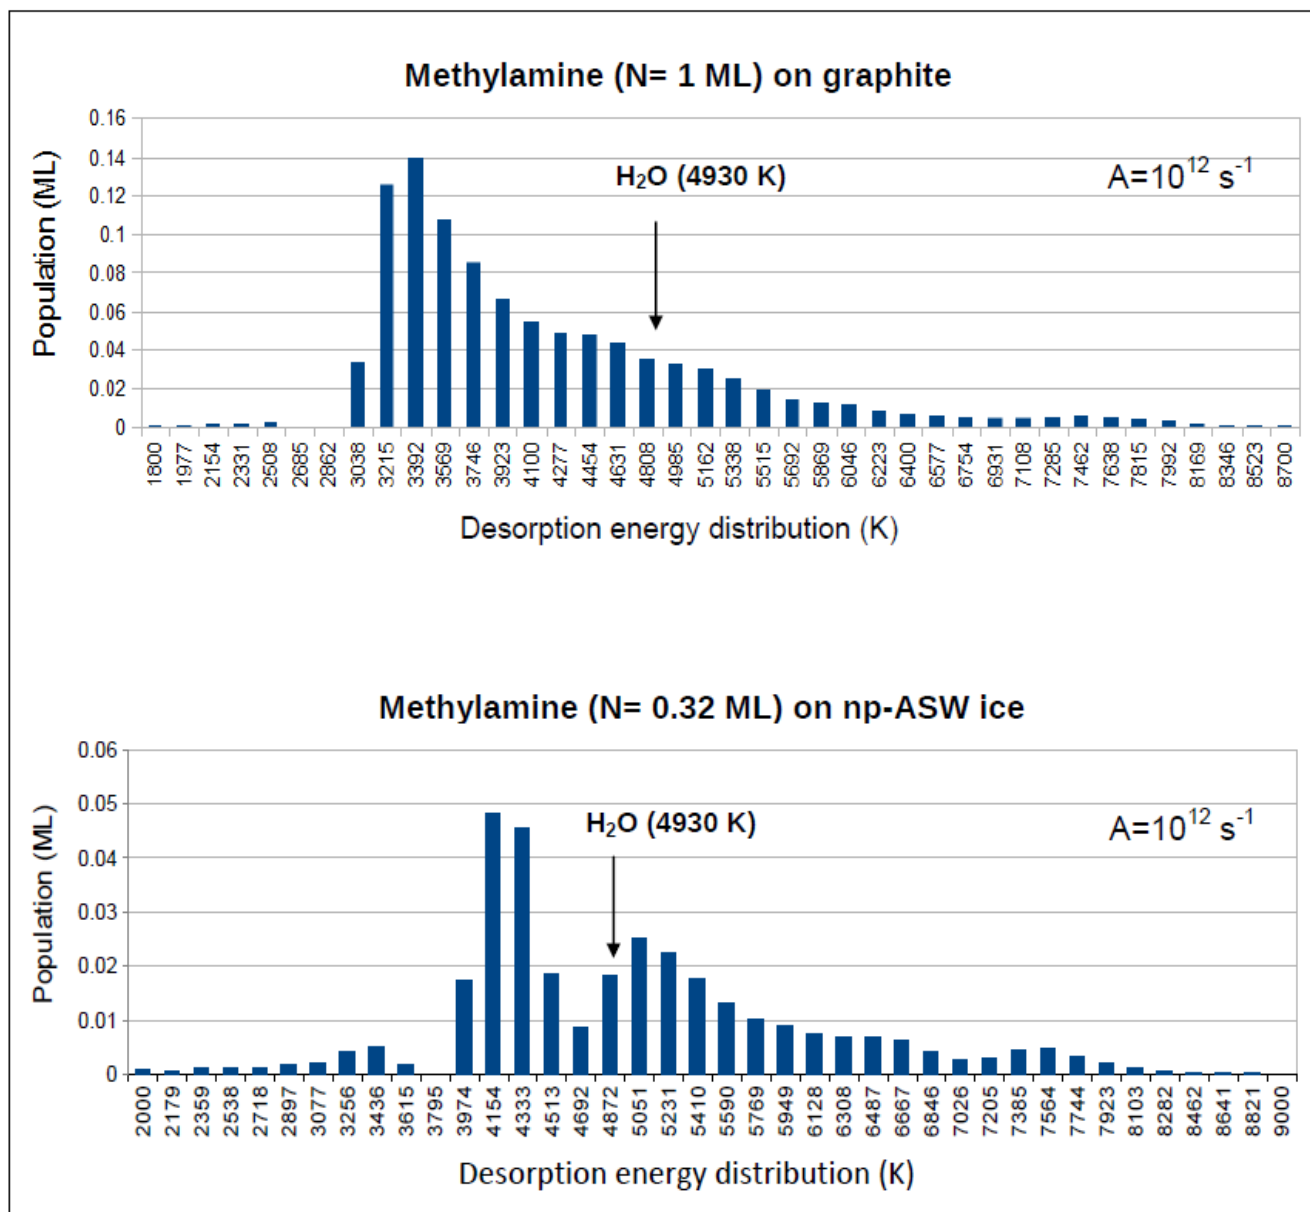 Methylamine (N= 1 ML) on graphite
0.16
0.14
0.12
0.1
0.08
0.06
0.04
0.02
0
Population (ML)
H₂O (4930 K)
A=10¹² s⁻¹
1800 1977 2154 2331 2508 2685 2862 3038 3215 3392 3569 3746 3923 4100 4277 4454 4631 4808 4985 5162 5338 5515 5692 5869 6046 6223 6400 6577 6754 6931 7108 7285 7462 7638 7815 7992 8169 8346 8523 8700
Desorption energy distribution (K)
Methylamine (N= 0.32 ML) on np-ASW ice
0.06
0.05
0.04
0.03
0.02
0.01
0
Population (ML)
H₂O (4930 K)
A=10¹² s⁻¹
20000 21179 2359 2538 2718 2897 30077 3256 3436 3615 3795 3974 4154 4333 4513 4692 4872 5051 5231 5410 5590 5769 5949 6128 6308 6487 6667 6846 7026 7205 7385 7564 7744 7923 8103 8282 8462 8641 8821 9000
Desorption energy distribution (K)